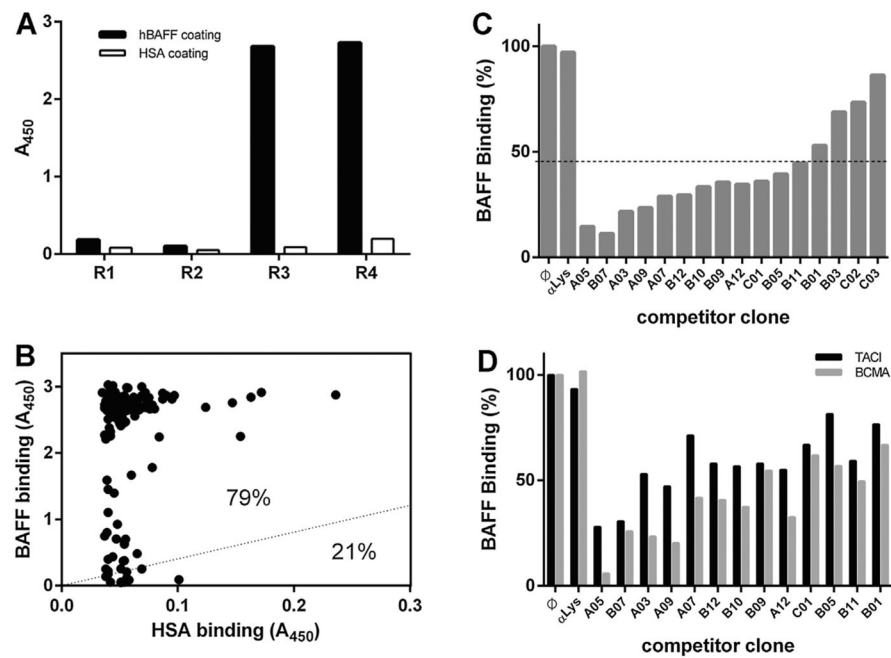 A
hBAFF coating
HSA coating
3
2
1
0
A450
R1 R2 R3 R4
B
3
2
1
0
BAFF binding (A450)
79%
21%
0.0 0.1 0.2 0.3
HSA binding (A450)
C
100
50
0
BAFF Binding (%)
∅ αLys A05 B07 A03 A09 A07 B12 B10 B09 A12 C01 B05 B11 B01 B03 C02 C03
competitor clone
D
TACI
BCMA
100
50
0
BAFF Binding (%)
∅ αLys A05 B07 A03 A09 A07 B12 B10 B09 A12 C01 B05 B11 B01
competitor clone